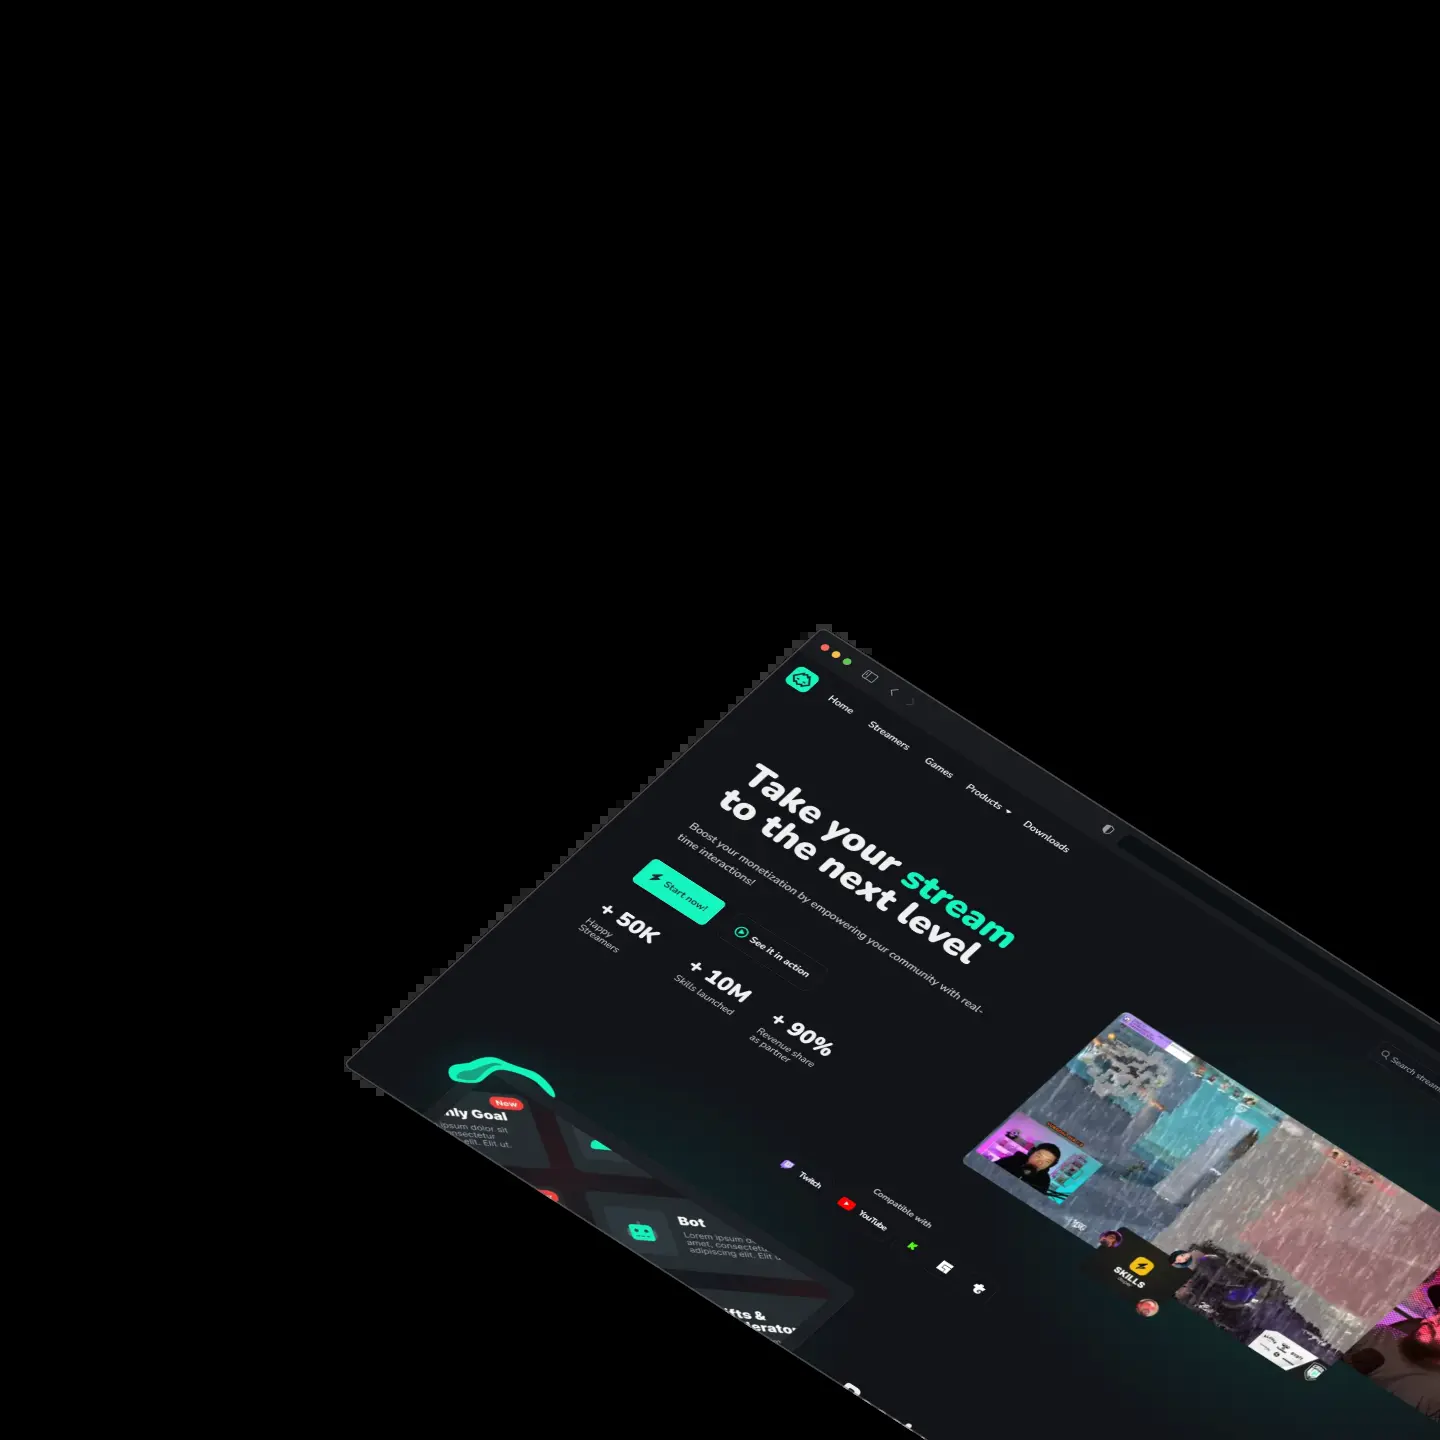 Home
Streamers
Games
Products
Downloads
Search stream
Take your stream
to the next level
Boost your monetization by empowering your community with real-
time interactions!
Start now!
See it in action
+ 50K
Happy
Streamers
+ 10M
Skills launched
+ 90%
Revenue share
as partner
Compatible with
Twitch
YouTube
SKILLS
New
nly Goal
ipsum dolor sit
onsectetur
elit. Elit ut.
Bot
Lorem ipsum d
amet, consectetu
adipiscing elit. Elit u
ifts &
lerator